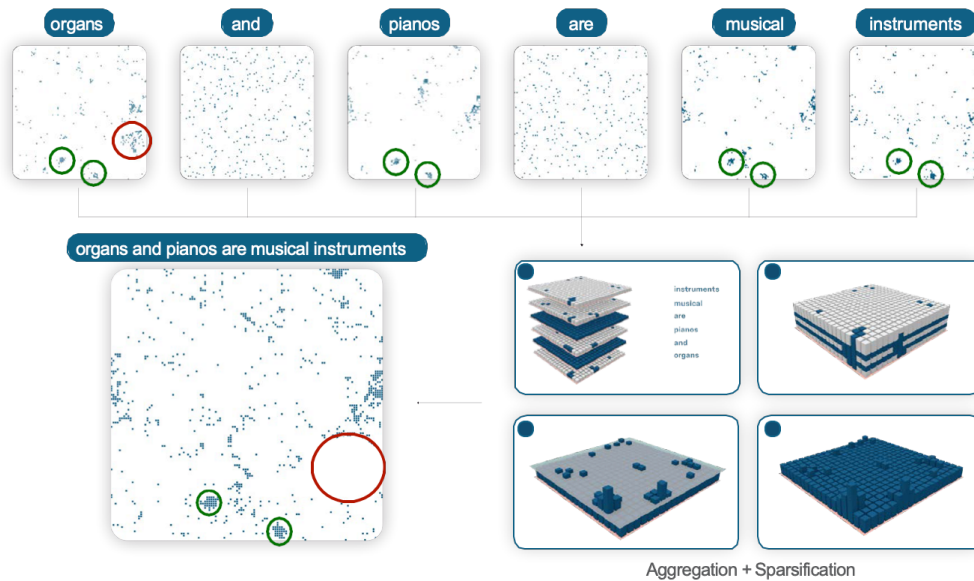 organs
and
pianos
are
musical
instruments
organs and pianos are musical instruments
instruments
musical
are
pianos
and
organs
Aggregation + Sparsification